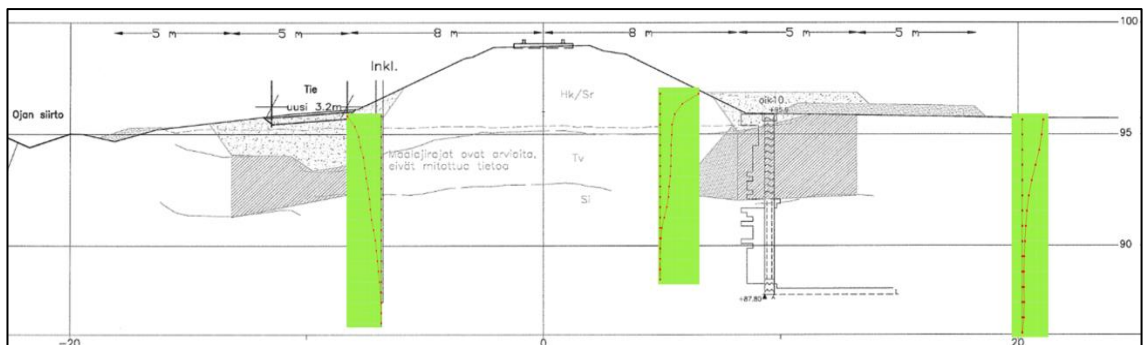 100
5 m 5 m 8 m 8 m 5 m 5 m
Inkl.
Tie
uusi 3.2m
Ojan siirto
Hk/Sr
95
Maalajirajat ovat arvioita,
eivät mitattua tietoa
Tv
Si
90
+87,80
-20 0 20